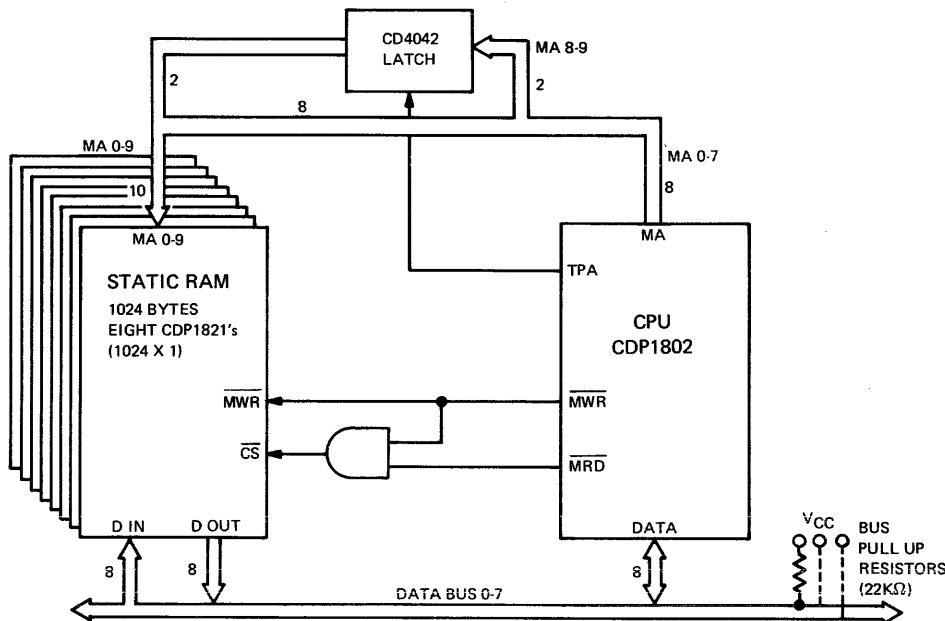 CD4042
LATCH
MA 8-9
2
2
8
MA 0-9
MA 0-7
8
10
MA 0-9
MA
STATIC RAM
1024 BYTES
EIGHT CDP1821's
(1024 X 1)
TPA
CPU
CDP1802
MWR
MWR
CS
MRD
D IN
D OUT
DATA
VCC
BUS
PULL UP
RESISTORS
(22KΩ)
8
8
8
DATA BUS 0-7